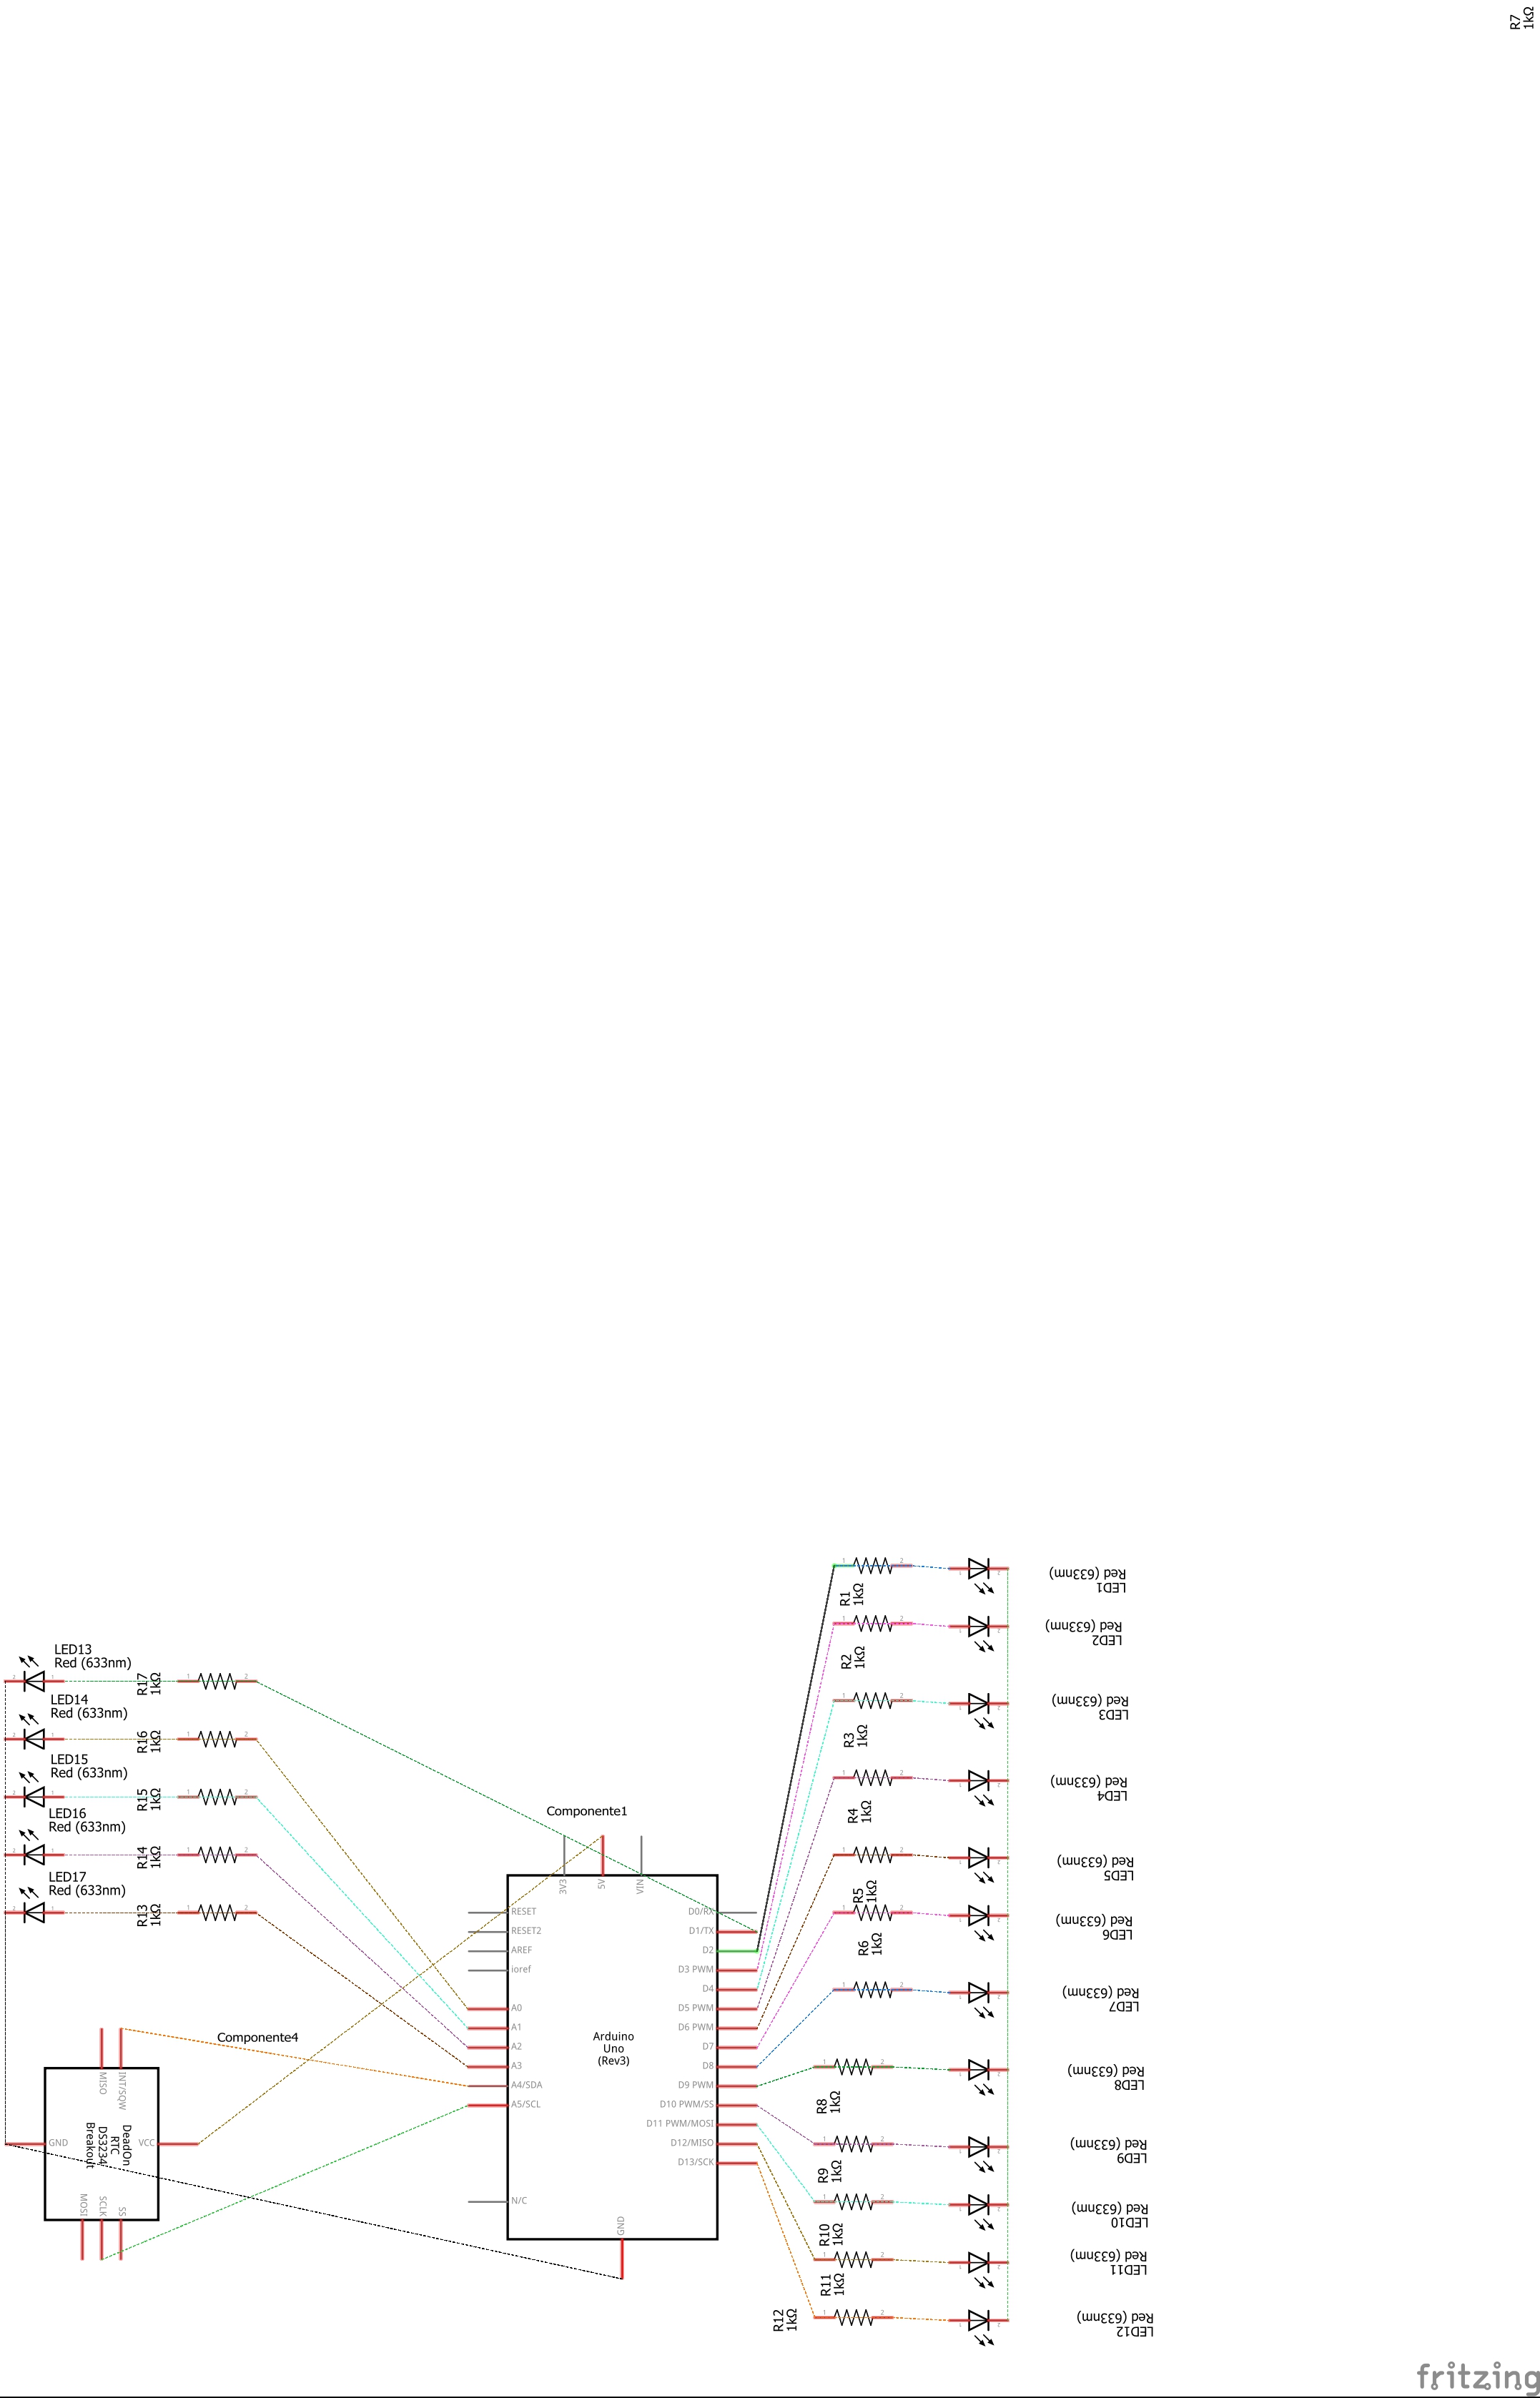 R7
1kΩ
R1
1kΩ
Red (633nm)
LED1
R2
1kΩ
Red (633nm)
LED2
LED13
Red (633nm)
R17
1kΩ
1
2
LED14
Red (633nm)
R16
1kΩ
R3
1kΩ
Red (633nm)
LED3
LED15
Red (633nm)
R15
1kΩ
R4
1kΩ
Red (633nm)
LED4
LED16
Red (633nm)
R14
1kΩ
Componente1
LED17
Red (633nm)
R13
1kΩ
R5
1kΩ
Red (633nm)
LED5
R6
1kΩ
Red (633nm)
LED6
3V3
5V
VIN
RESET
RESET2
AREF
ioref
A0
A1
A2
A3
A4/SDA
A5/SCL
N/C
Arduino
Uno
(Rev3)
D0/RX
D1/TX
D2
D3 PWM
D4
D5 PWM
D6 PWM
D7
D8
D9 PWM
D10 PWM/SS
D11 PWM/MOSI
D12/MISO
D13/SCK
GND
Red (633nm)
LED7
Componente4
MISO
INT/SQW
GND
VCC
DeadOn
RTC
DS3234
Breakout
MOSI
SCLK
SS
R8
1kΩ
Red (633nm)
LED8
R9
1kΩ
Red (633nm)
LED9
R10
1kΩ
Red (633nm)
LED10
R11
1kΩ
Red (633nm)
LED11
R12
1kΩ
Red (633nm)
LED12
fritzing